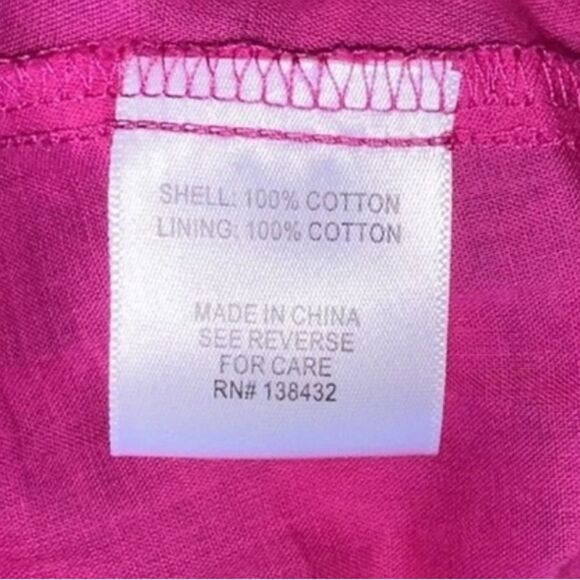 SHELL: 100% COTTON
LINING: 100% COTTON
MADE IN CHINA
SEE REVERSE
FOR CARE
RN# 138432